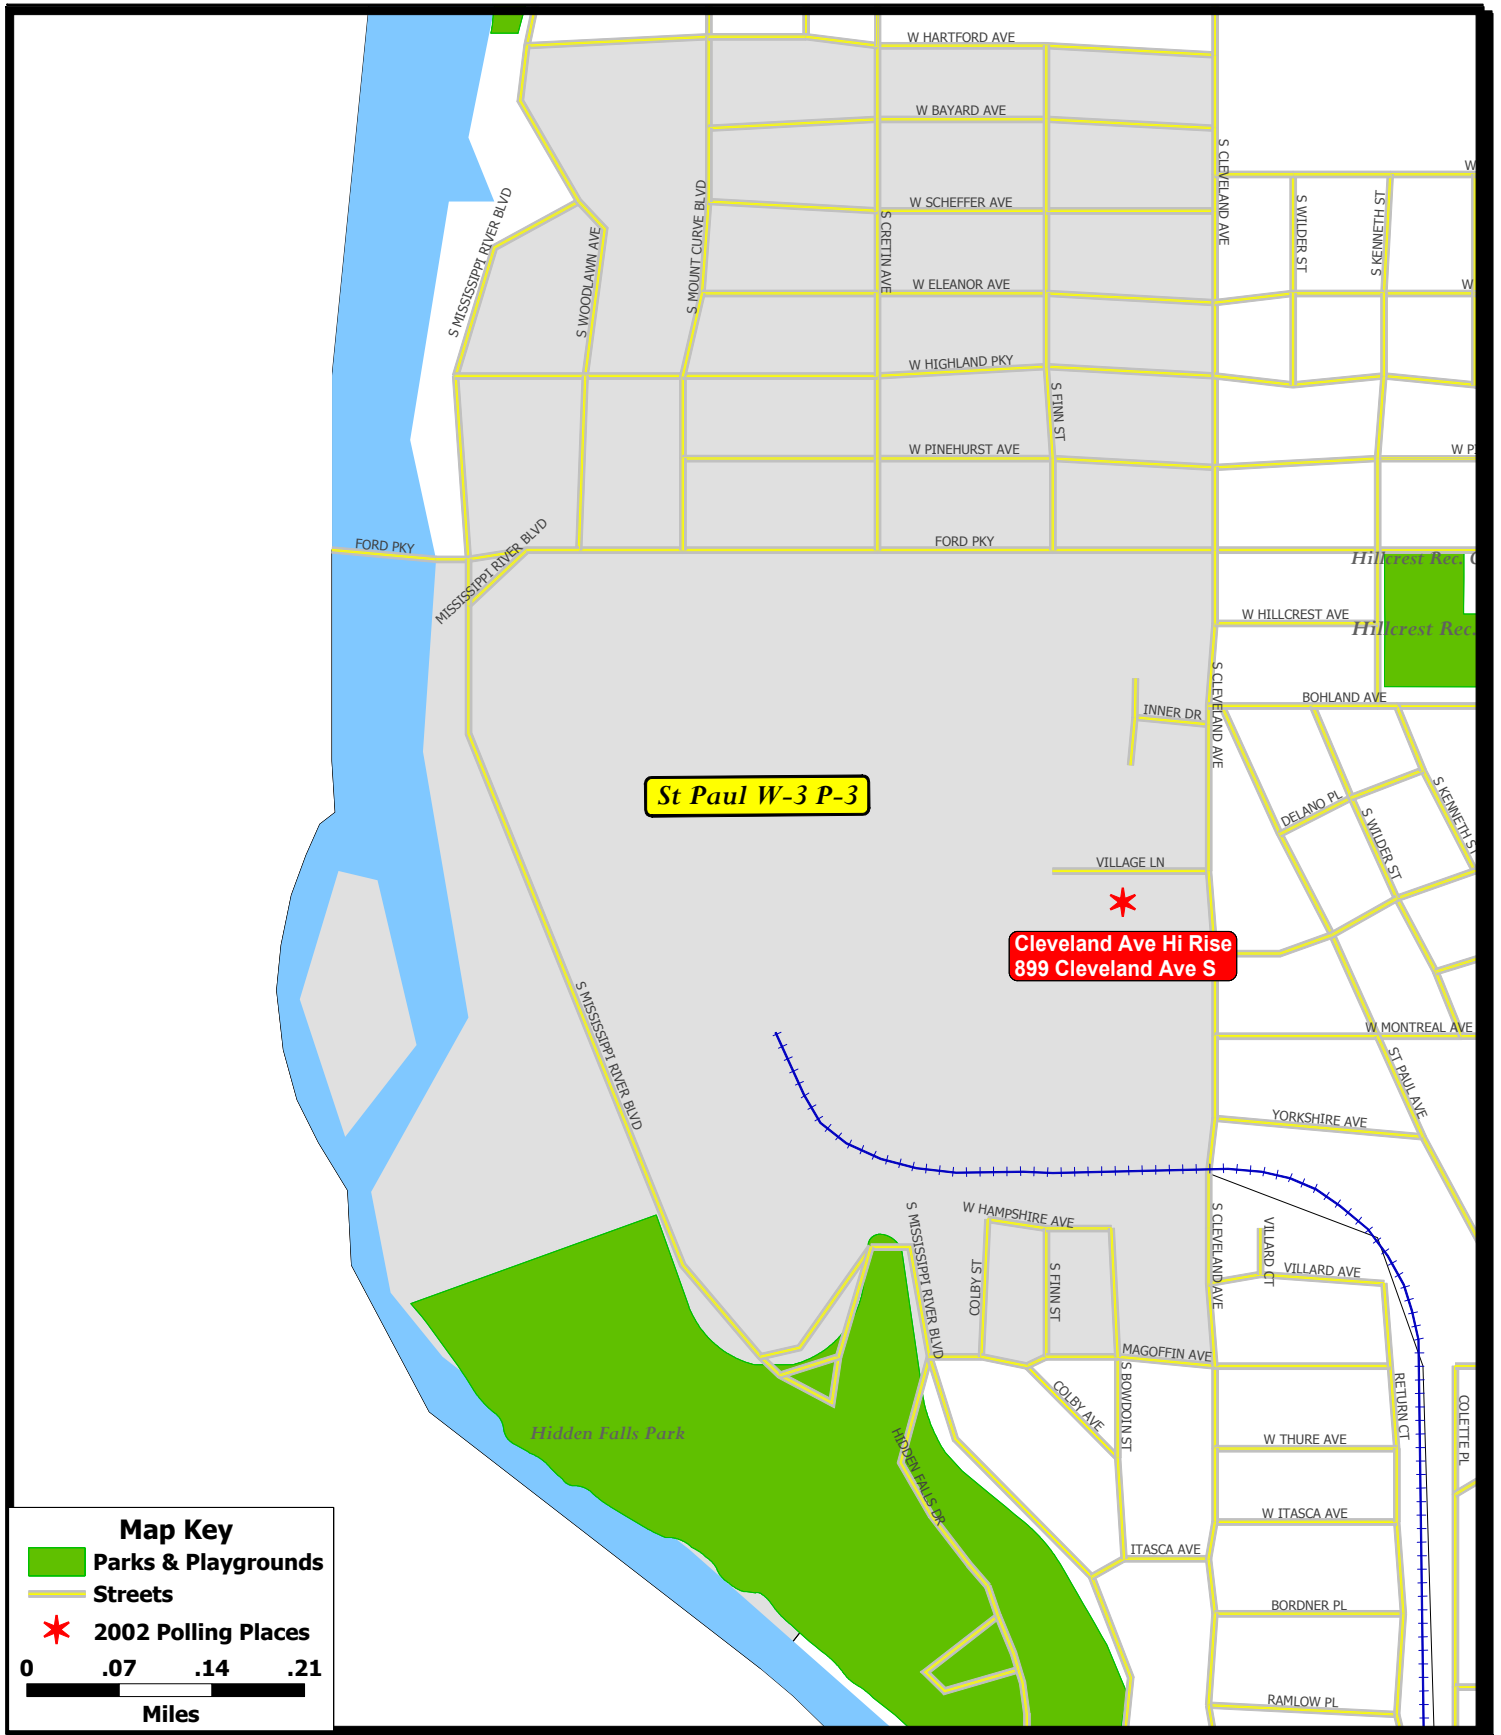 W HARTFORD AVE
W BAYARD AVE
S CLEVELAND AVE
W
S MISSISSIPPI RIVER BLVD
S WOODLAWN AVE
S MOUNT CURVE BLVD
W SCHEFFER AVE
S CRETIN AVE
S WILDER ST
S KENNETH ST
W ELEANOR AVE
W
W HIGHLAND PKY
S FINN ST
W PINEHURST AVE
W P
FORD PKY
MISSISSIPPI RIVER BLVD
FORD PKY
Hillcrest Rec. C
W HILLCREST AVE
Hillcrest Rec.
S CLEVELAND AVE
BOHLAND AVE
INNER DR
St Paul W-3 P-3
DELANO PL
S WILDER ST
S KENNETH ST
VILLAGE LN
Cleveland Ave Hi Rise
899 Cleveland Ave S
S MISSISSIPPI RIVER BLVD
W MONTREAL AVE
ST PAUL AVE
YORKSHIRE AVE
S MISSISSIPPI RIVER BLVD
W HAMPSHIRE AVE
COLBY ST
S FINN ST
S CLEVELAND AVE
VILLARD CT
VILLARD AVE
MAGOFFIN AVE
COLBY AVE
S BOWDOIN ST
RETURN CT
COLETTE PL
Hidden Falls Park
HIDDEN FALLS DR
W THURE AVE
W ITASCA AVE
ITASCA AVE
BORDNER PL
RAMLOW PL
Map Key
Parks & Playgrounds
Streets
2002 Polling Places
0 .07 .14 .21
Miles